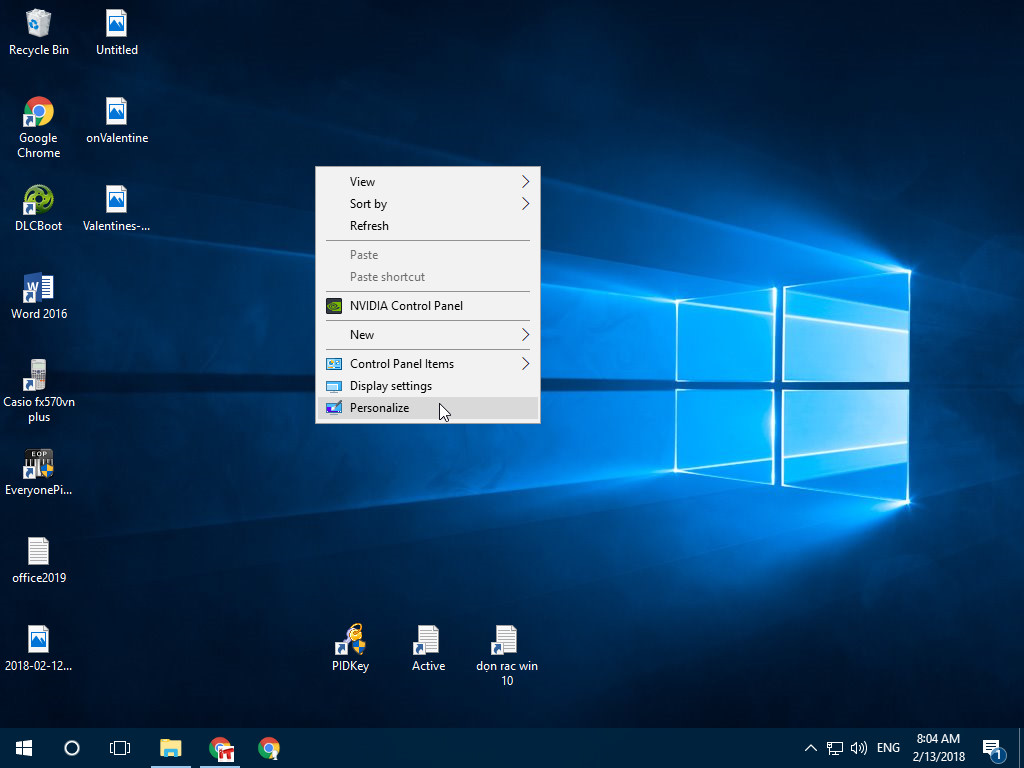 Recycle Bin
Untitled
Google
Chrome
onValentine
DLCBoot
Valentines-...
Word 2016
Casio fx570vn
plus
EOP
EveryonePi...
office2019
2018-02-12...
View
Sort by
Refresh
Paste
Paste shortcut
NVIDIA Control Panel
New
Control Panel Items
Display settings
Personalize
PIDKey
Active
dọn rac win
10
ENG
8:04 AM
2/13/2018
1